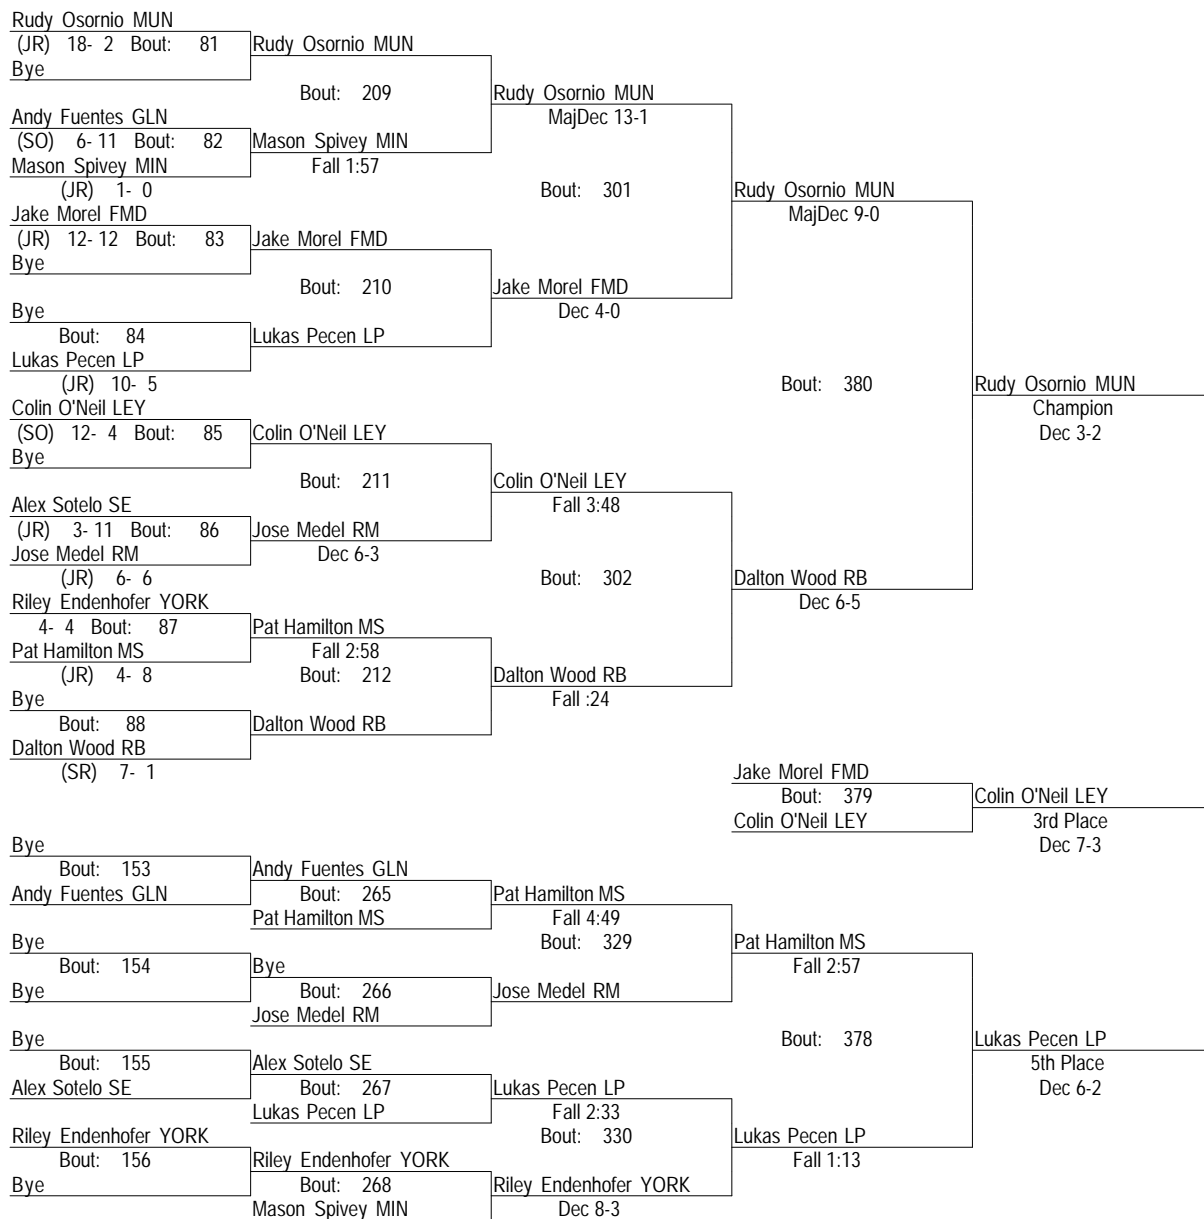 Rudy Osornio MUN
(JR) 18- 2 Bout: 81
Bye
Rudy Osornio MUN
Bout: 209
Rudy Osornio MUN
MajDec 13-1
Andy Fuentes GLN
(SO) 6- 11 Bout: 82
Mason Spivey MIN
(JR) 1- 0
Mason Spivey MIN
Fall 1:57
Bout: 301
Rudy Osornio MUN
MajDec 9-0
Jake Morel FMD
(JR) 12- 12 Bout: 83
Bye
Jake Morel FMD
Bout: 210
Jake Morel FMD
Dec 4-0
Bye
Bout: 84
Lukas Pecen LP
(JR) 10- 5
Lukas Pecen LP
Bout: 380
Rudy Osornio MUN
Champion
Dec 3-2
Colin O'Neil LEY
(SO) 12- 4 Bout: 85
Bye
Colin O'Neil LEY
Bout: 211
Colin O'Neil LEY
Fall 3:48
Alex Sotelo SE
(JR) 3- 11 Bout: 86
Jose Medel RM
(JR) 6- 6
Jose Medel RM
Dec 6-3
Bout: 302
Dalton Wood RB
Dec 6-5
Riley Endenhofer YORK
4- 4 Bout: 87
Pat Hamilton MS
(JR) 4- 8
Pat Hamilton MS
Fall 2:58
Bout: 212
Dalton Wood RB
Fall :24
Bye
Bout: 88
Dalton Wood RB
(SR) 7- 1
Dalton Wood RB
Jake Morel FMD
Bout: 379
Colin O'Neil LEY
Colin O'Neil LEY
3rd Place
Dec 7-3
Bye
Bout: 153
Andy Fuentes GLN
Andy Fuentes GLN
Bout: 265
Pat Hamilton MS
Pat Hamilton MS
Fall 4:49
Bout: 329
Pat Hamilton MS
Fall 2:57
Bye
Bout: 154
Bye
Bye
Bout: 266
Jose Medel RM
Jose Medel RM
Bout: 378
Lukas Pecen LP
5th Place
Dec 6-2
Bye
Bout: 155
Alex Sotelo SE
Alex Sotelo SE
Bout: 267
Lukas Pecen LP
Lukas Pecen LP
Fall 2:33
Bout: 330
Lukas Pecen LP
Fall 1:13
Riley Endenhofer YORK
Bout: 156
Bye
Riley Endenhofer YORK
Bout: 268
Mason Spivey MIN
Riley Endenhofer YORK
Dec 8-3